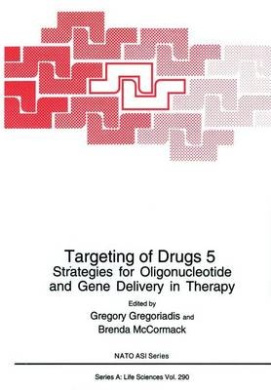 Targeting of Drugs 5
Strategies for Oligonucleotide
and Gene Delivery in Therapy
Edited by
Gregory Gregoriadis and
Brenda McCormack
NATO ASI Series
Series A: Life Sciences Vol. 290